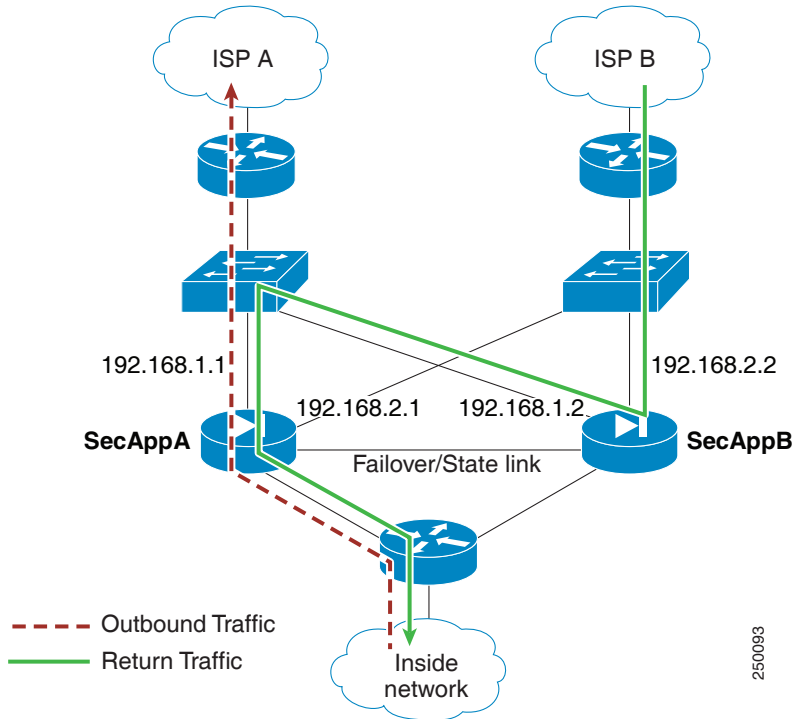 ISP A
ISP B
192.168.1.1
192.168.2.2
192.168.2.1
192.168.1.2
SecAppA
SecAppB
Failover/State link
Outbound Traffic
Return Traffic
Inside
network
250093